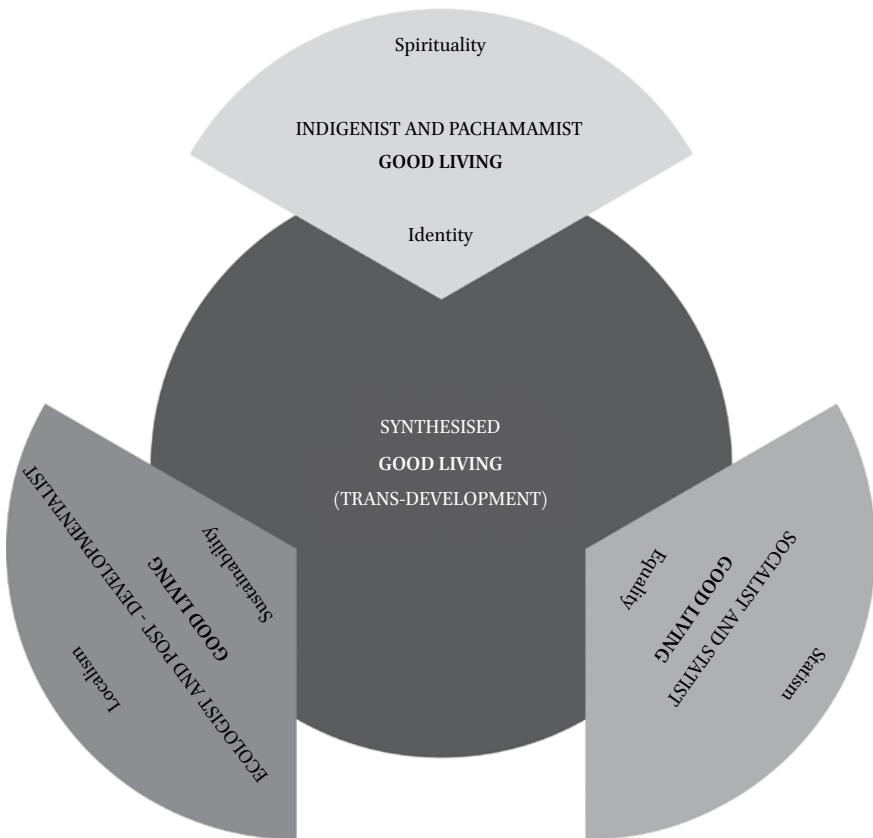 Spirituality
INDIGENIST AND PACHAMAMIST
GOOD LIVING
Identity
SYNTHESISED
GOOD LIVING
(TRANS-DEVELOPMENT)
Sustainability
GOOD LIVING
ECOLOGIST AND POST - DEVELOPMENTALIST
Localism
Equality
GOOD LIVING
SOCIALIST AND STATIST
Statism